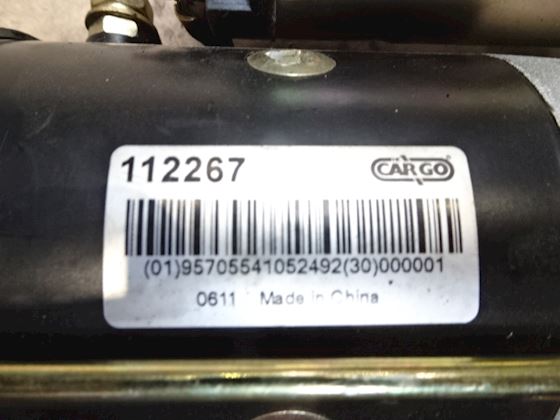 112267 CARGO
(01)95705541052492(30)000001
0611 Made in China